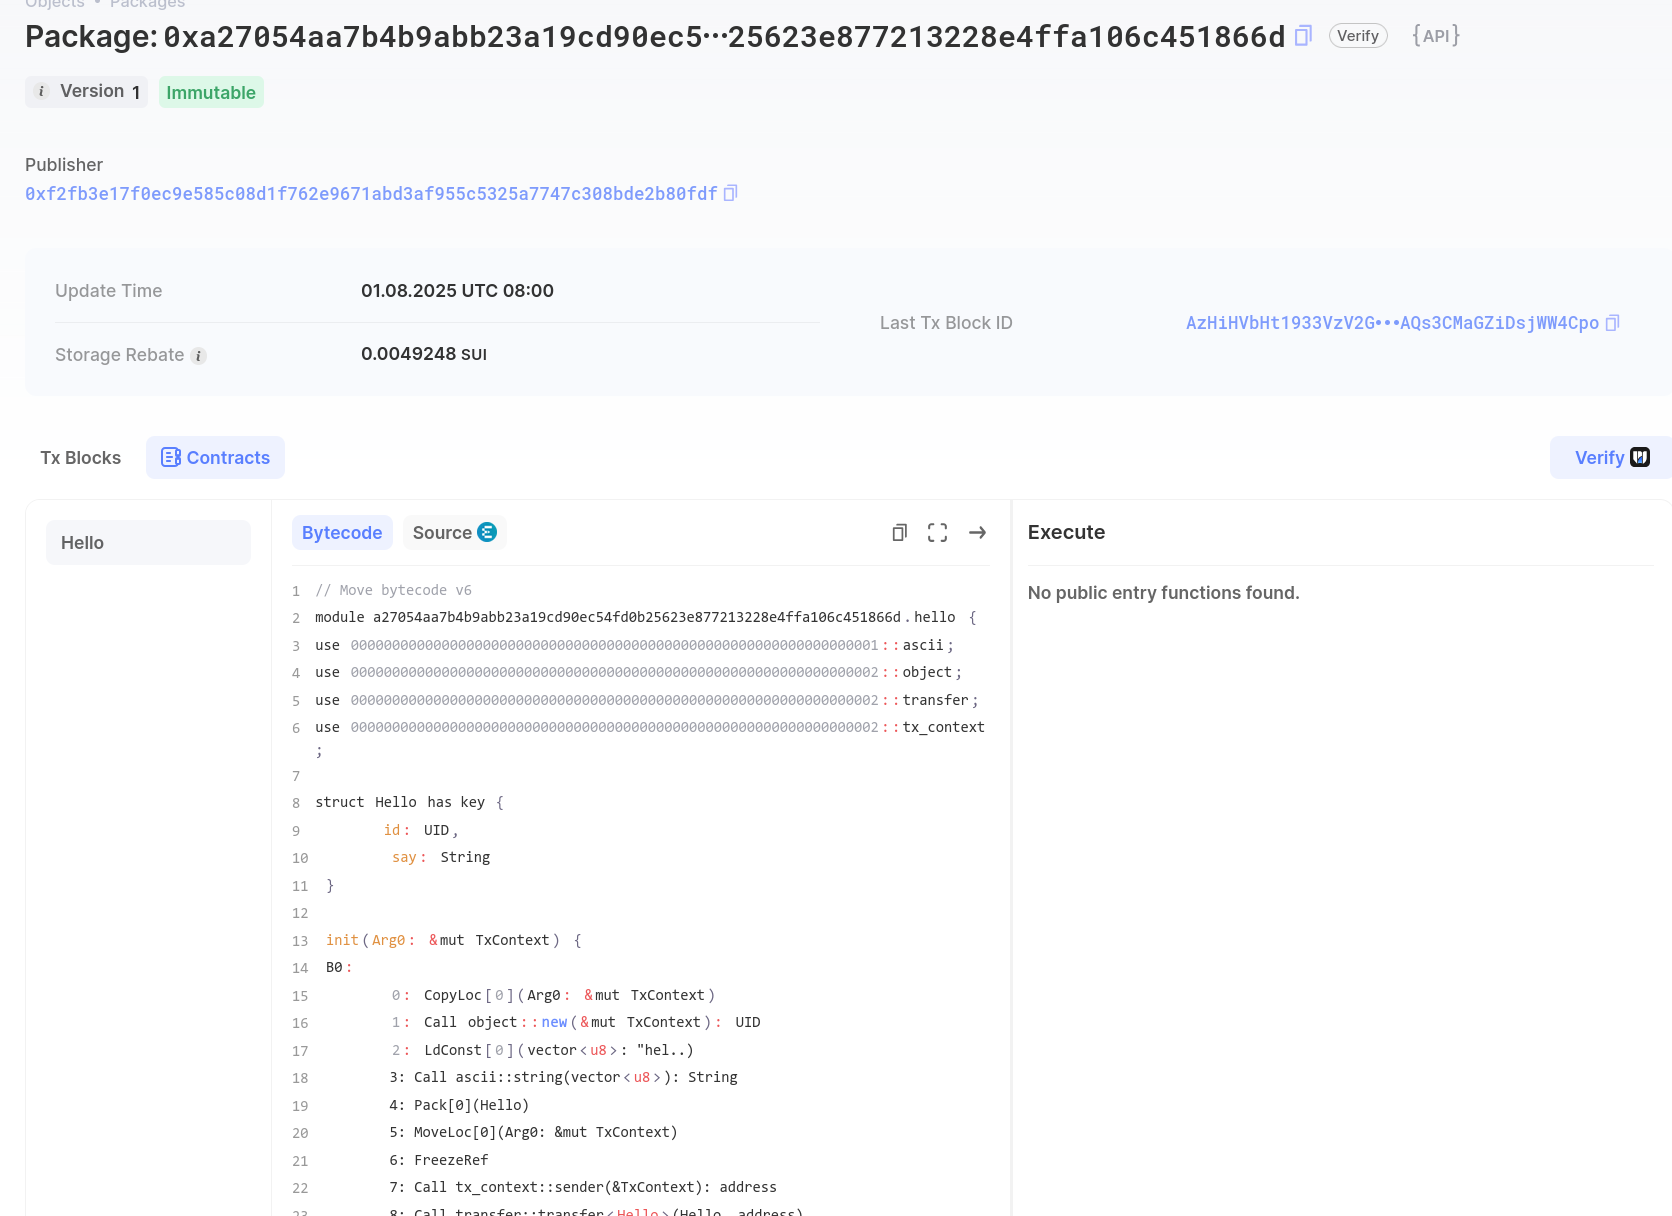 Objects • Packages
Package: 0xa27054aa7b4b9abb23a19cd90ec5•••25623e877213228e4ffa106c451866d Verify {API}
i Version 1 Immutable
Publisher
0xf2fb3e17f0ec9e585c08d1f762e9671abd3af955c5325a7747c308bde2b80fdf
Update Time 01.08.2025 UTC 08:00
Last Tx Block ID AzHiHVbHt1933VzV2G•••AQs3CMaGZiDsjWW4Cpo
Storage Rebate i 0.0049248 SUI
Tx Blocks Contracts Verify
Hello
Bytecode Source
Execute
No public entry functions found.
1 // Move bytecode v6
2 module a27054aa7b4b9abb23a19cd90ec54fd0b25623e877213228e4ffa106c451866d.hello {
3 use 0000000000000000000000000000000000000000000000000000000000000001::ascii;
4 use 0000000000000000000000000000000000000000000000000000000000000002::object;
5 use 0000000000000000000000000000000000000000000000000000000000000002::transfer;
6 use 0000000000000000000000000000000000000000000000000000000000000002::tx_context
;
7
8 struct Hello has key {
9 id: UID,
10 say: String
11 }
12
13 init(Arg0: &mut TxContext) {
14 B0:
15 0: CopyLoc[0](Arg0: &mut TxContext)
16 1: Call object::new(&mut TxContext): UID
17 2: LdConst[0](vector<u8>: "hel..)
18 3: Call ascii::string(vector<u8>): String
19 4: Pack[0](Hello)
20 5: MoveLoc[0](Arg0: &mut TxContext)
21 6: FreezeRef
22 7: Call tx_context::sender(&TxContext): address
23 8: Call transfer::transfer<Hello>(Hello, address)